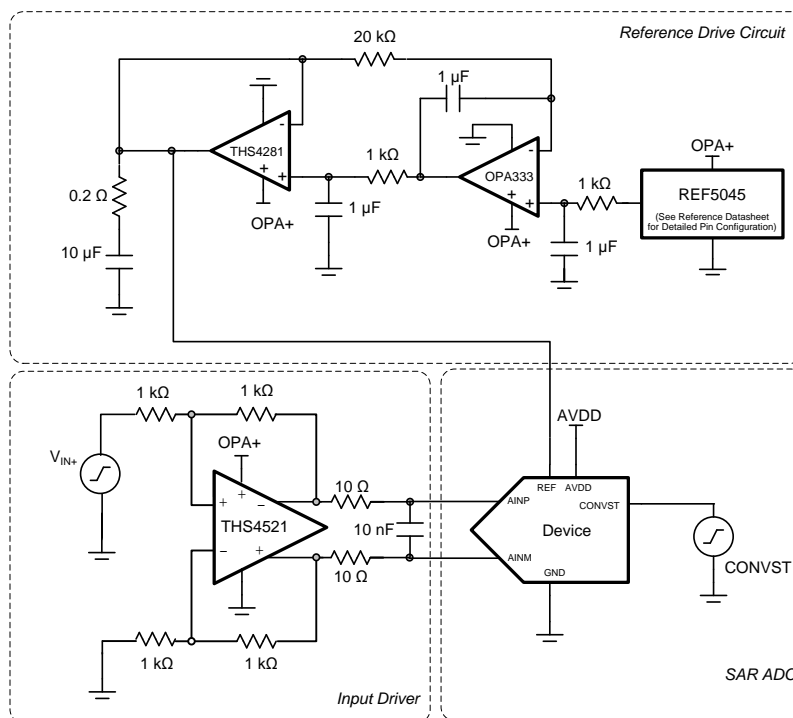 Reference Drive Circuit
20 kΩ
1 µF
-
THS4281
+
+
OPA+
1 kΩ
1 µF
-
OPA333
+
+
OPA+
1 kΩ
1 µF
OPA+
REF5045
(See Reference Datasheet
for Detailed Pin Configuration)
0.2 Ω
10 µF
1 kΩ
1 kΩ
VIN+
OPA+
+
+
−
THS4521
−
+
10 Ω
10 nF
10 Ω
1 kΩ
1 kΩ
Input Driver
AVDD
REF
AVDD
AINP
CONVST
Device
AINM
GND
CONVST
SAR ADC